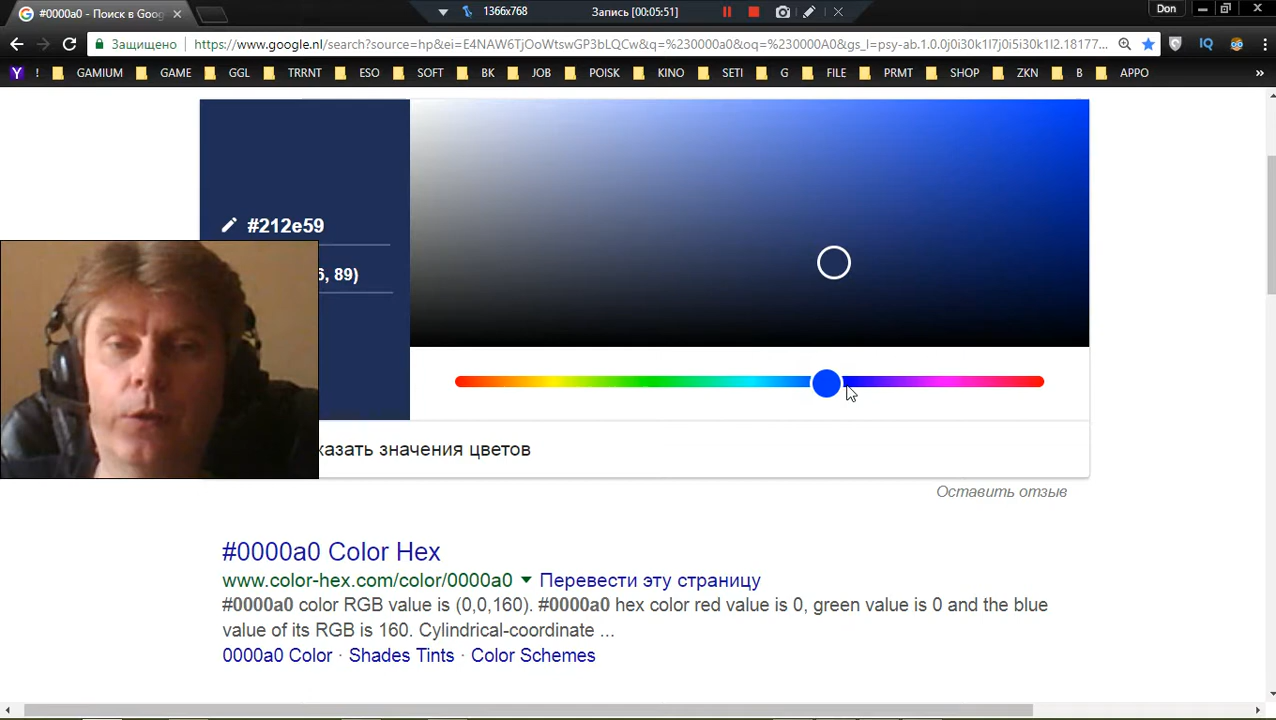 1366x768
Запись [00:05:51]
Don
#0000a0 - Поиск в Goog
Защищено
https://www.google.nl/search?source=hp&ei=E4NAW6TjOoWtswGP3bLQCw&q=%230000a0&oq=%230000A0&gs_l=psy-ab.1.0.0j0i30k1l7j0i5i30k1l2.18177...
IQ
!
GAMIUM
GAME
GGL
TRRNT
ESO
SOFT
BK
JOB
POISK
KINO
SETI
G
FILE
PRMT
SHOP
ZKN
B
APPO
»
#212e59
6, 89)
казать значения цветов
Оставить отзыв
#0000a0 Color Hex
www.color-hex.com/color/0000a0 Перевести эту страницу
#0000a0 color RGB value is (0,0,160). #0000a0 hex color red value is 0, green value is 0 and the blue
value of its RGB is 160. Cylindrical-coordinate ...
0000a0 Color · Shades Tints · Color Schemes